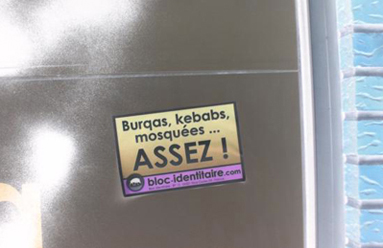 Burqas, kebabs,
mosquées ...
ASSEZ !
bloc-identitaire.com